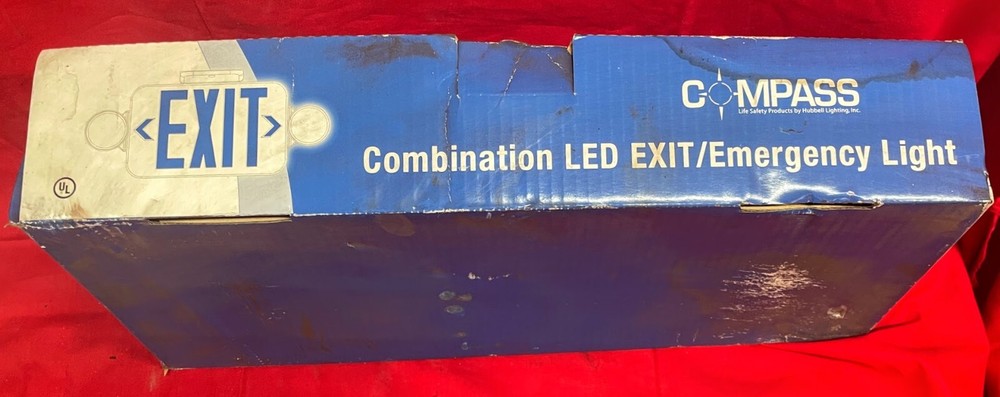 EXIT
UL
COMPASS
Life Safety Products by Hubbell Lighting, Inc.
Combination LED EXIT/Emergency Light